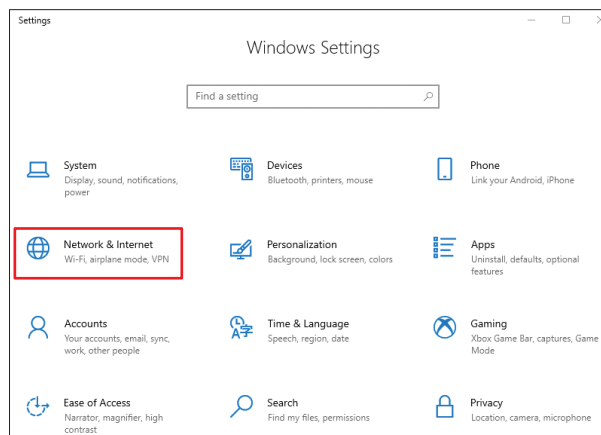 Settings
Windows Settings
Find a setting
System
Display, sound, notifications,
power
Devices
Bluetooth, printers, mouse
Phone
Link your Android, iPhone
Network & Internet
Wi-Fi, airplane mode, VPN
Personalization
Background, lock screen, colors
Apps
Uninstall, defaults, optional
features
Accounts
Your accounts, email, sync,
work, other people
Time & Language
Speech, region, date
Gaming
Xbox Game Bar, captures, Game
Mode
Ease of Access
Narrator, magnifier, high
contrast
Search
Find my files, permissions
Privacy
Location, camera, microphone